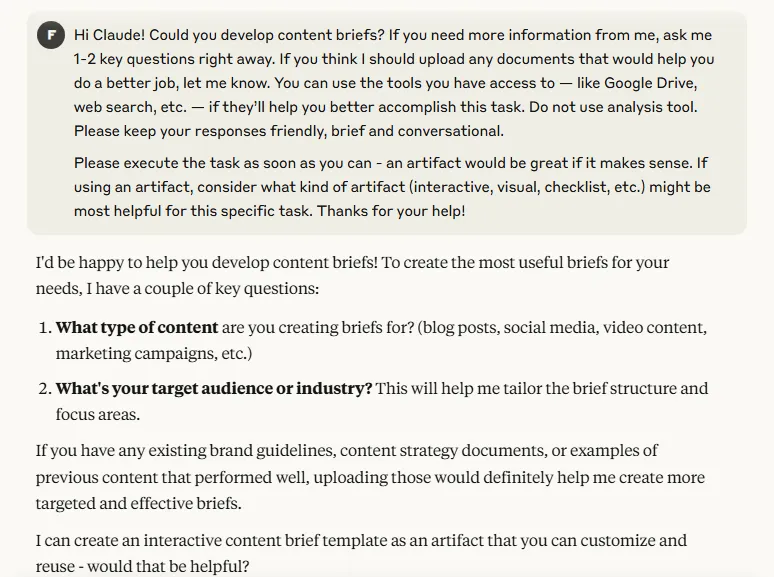 F
Hi Claude! Could you develop content briefs? If you need more information from me, ask me
1-2 key questions right away. If you think I should upload any documents that would help you
do a better job, let me know. You can use the tools you have access to — like Google Drive,
web search, etc. — if they'll help you better accomplish this task. Do not use analysis tool.
Please keep your responses friendly, brief and conversational.
Please execute the task as soon as you can - an artifact would be great if it makes sense. If
using an artifact, consider what kind of artifact (interactive, visual, checklist, etc.) might be
most helpful for this specific task. Thanks for your help!
I'd be happy to help you develop content briefs! To create the most useful briefs for your
needs, I have a couple of key questions:
1. What type of content are you creating briefs for? (blog posts, social media, video content,
marketing campaigns, etc.)
2. What's your target audience or industry? This will help me tailor the brief structure and
focus areas.
If you have any existing brand guidelines, content strategy documents, or examples of
previous content that performed well, uploading those would definitely help me create more
targeted and effective briefs.
I can create an interactive content brief template as an artifact that you can customize and
reuse - would that be helpful?